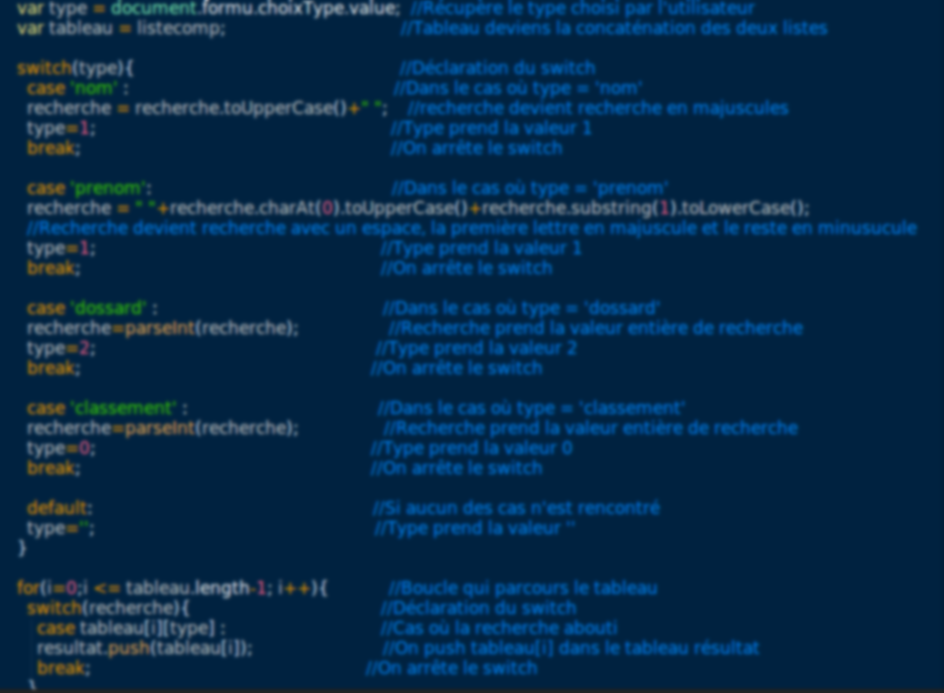 var type = document.formu.choixType.value;  //Récupère le type choisi par l'utilisateur
var tableau = listecomp;  //Tableau deviens la concaténation des deux listes
switch(type){  //Déclaration du switch
case 'nom' :  //Dans le cas où type = 'nom'
recherche = recherche.toUpperCase()+" ";  //recherche devient recherche en majuscules
type=1;  //Type prend la valeur 1
break;  //On arrête le switch
case 'prenom':  //Dans le cas où type = 'prenom'
recherche = " "+recherche.charAt(0).toUpperCase()+recherche.substring(1).toLowerCase();
//Recherche devient recherche avec un espace, la première lettre en majuscule et le reste en minusucule
type=1;  //Type prend la valeur 1
break;  //On arrête le switch
case 'dossard' :  //Dans le cas où type = 'dossard'
recherche=parseInt(recherche);  //Recherche prend la valeur entière de recherche
type=2;  //Type prend la valeur 2
break;  //On arrête le switch
case 'classement' :  //Dans le cas où type = 'classement'
recherche=parseInt(recherche);  //Recherche prend la valeur entière de recherche
type=0;  //Type prend la valeur 0
break;  //On arrête le switch
default:  //Si aucun des cas n'est rencontré
type='';  //Type prend la valeur ''
}
for(i=0;i <= tableau.length-1; i++){  //Boucle qui parcours le tableau
switch(recherche){  //Déclaration du switch
case tableau[i][type] :  //Cas où la recherche abouti
resultat.push(tableau[i]);  //On push tableau[i] dans le tableau résultat
break;  //On arrête le switch
}